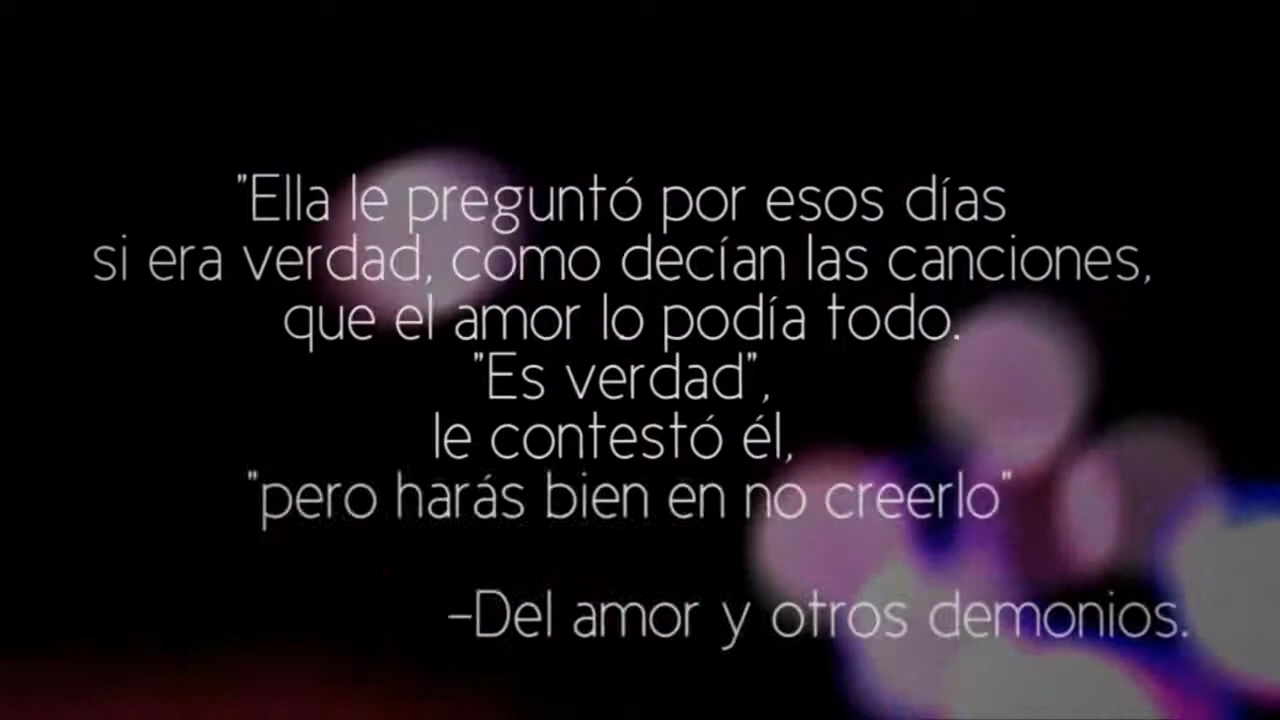 "Ella le preguntó por esos días
si era verdad, como decían las canciones,
que el amor lo podía todo.
"Es verdad",
le contestó él,
"pero harás bien en no creerlo"
-Del amor y otros demonios.